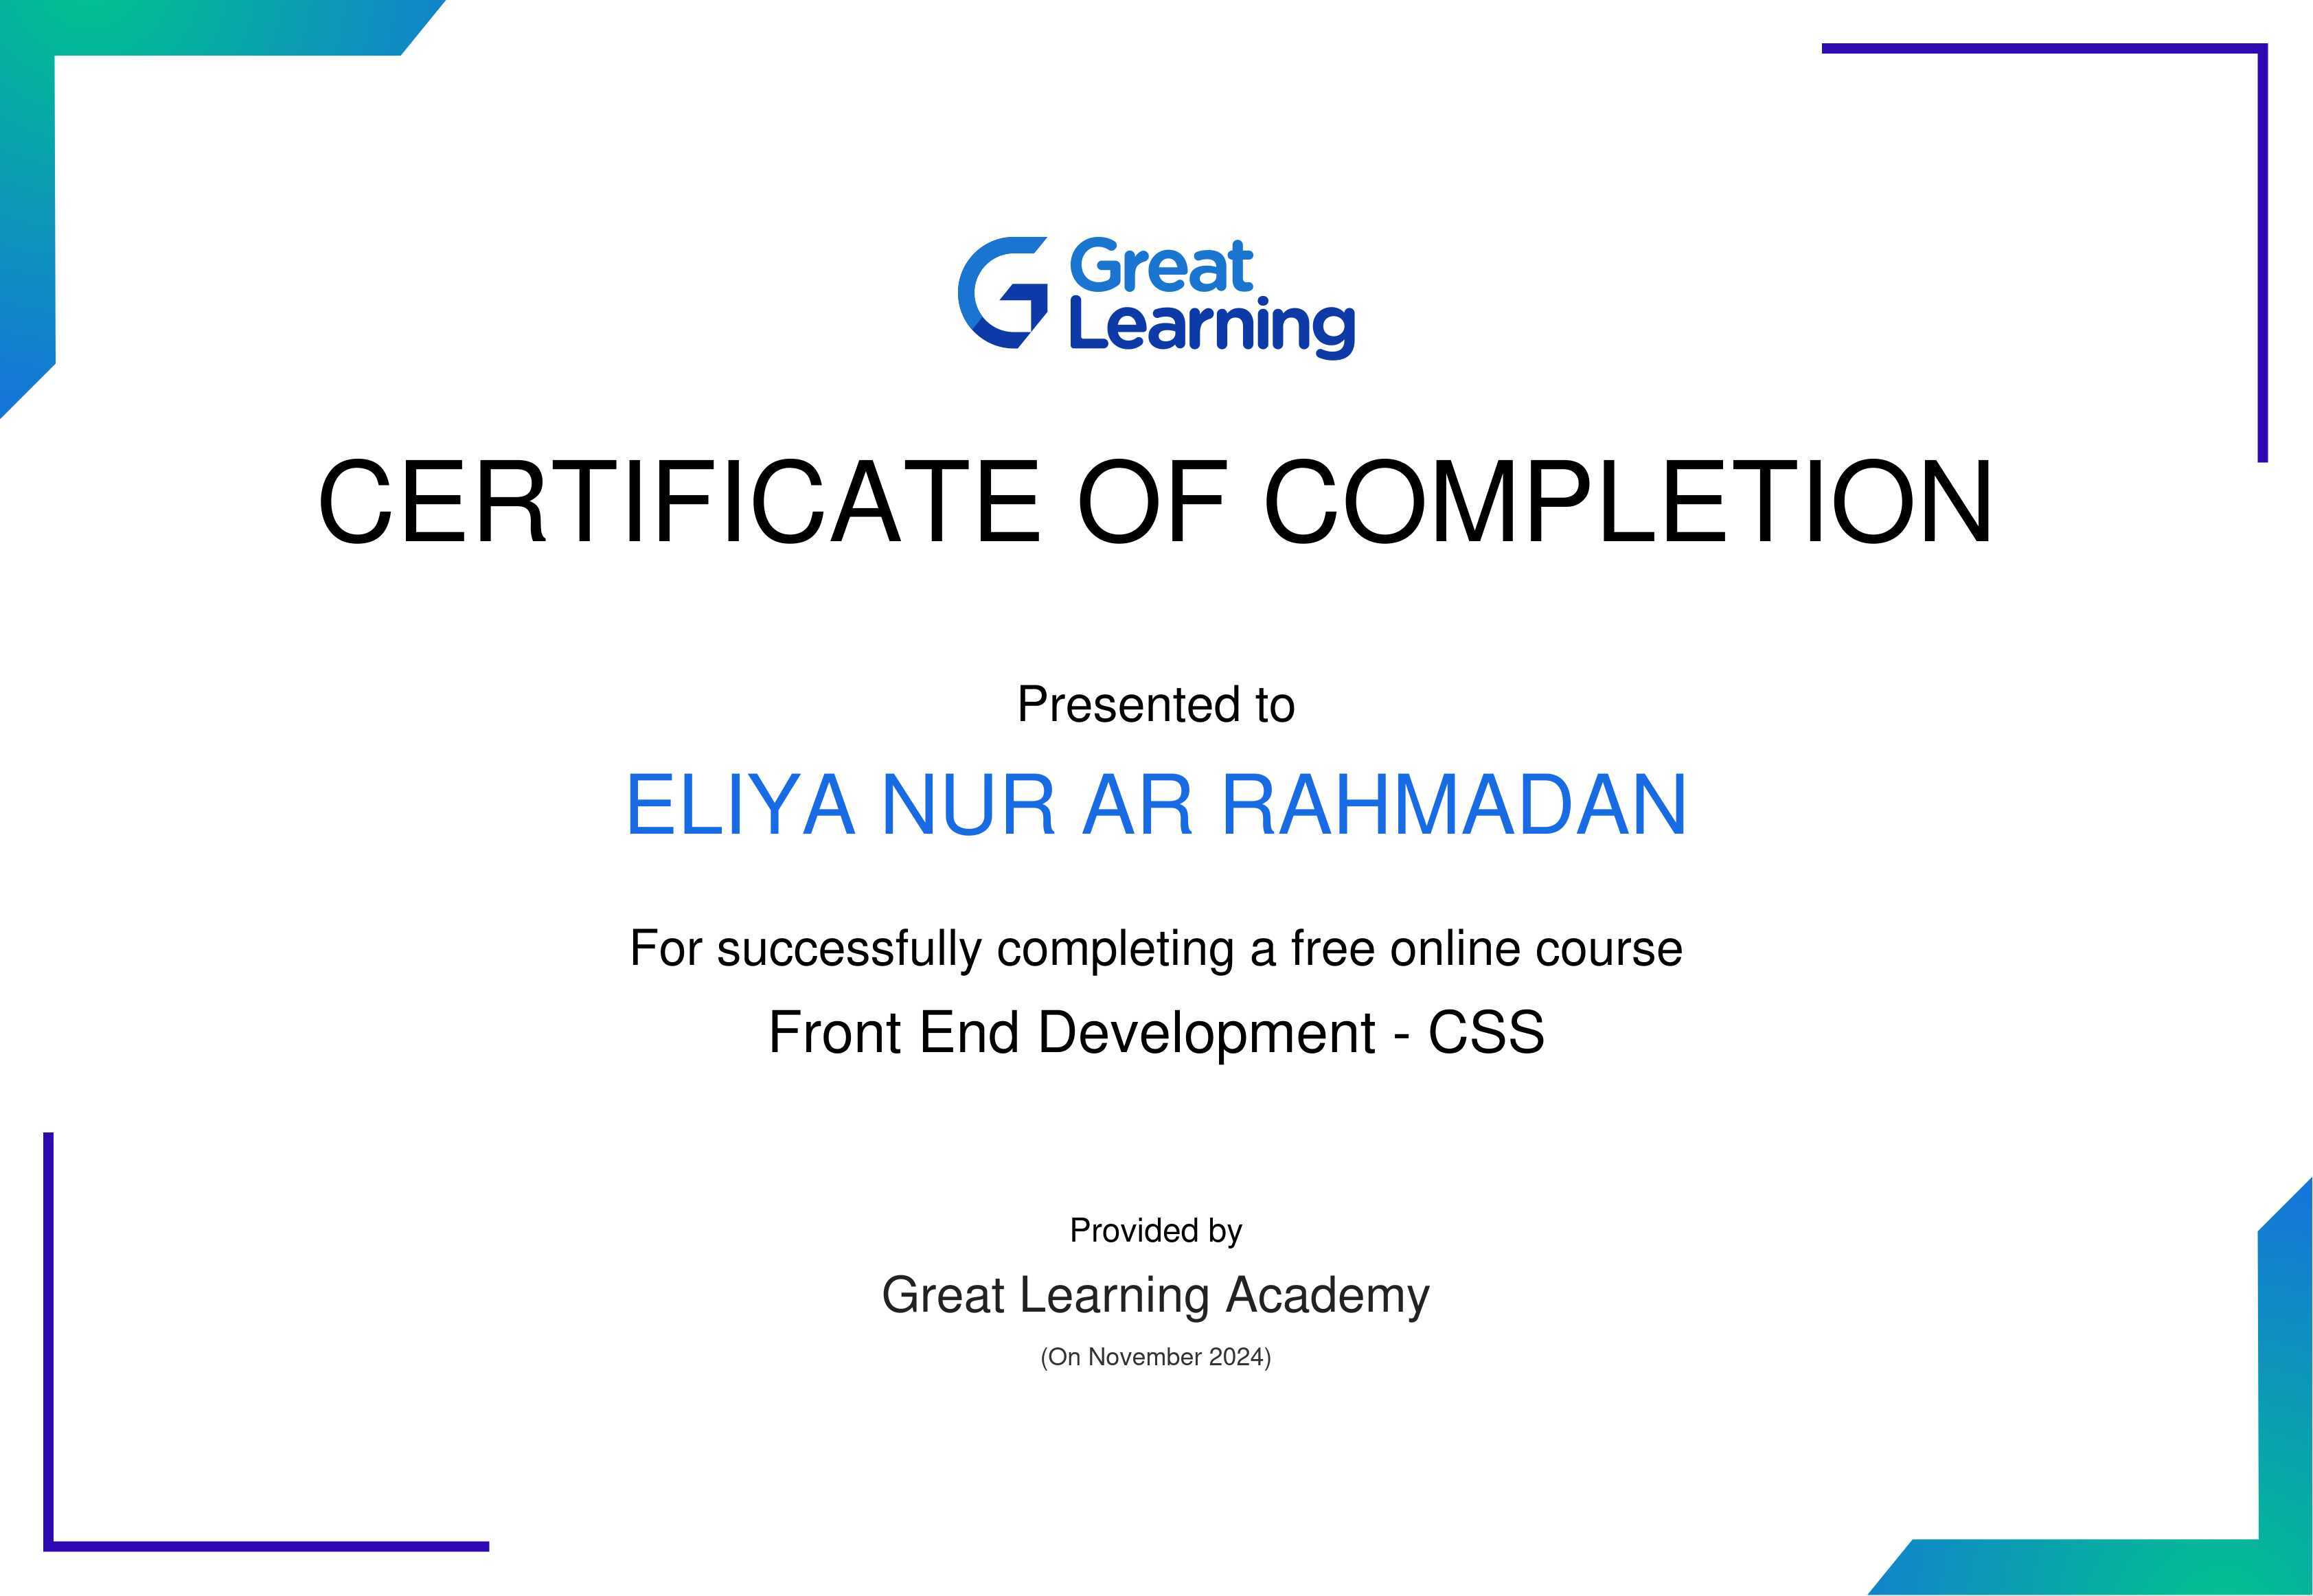 Great
Learning
CERTIFICATE OF COMPLETION
Presented to
ELIYA NUR AR RAHMADAN
For successfully completing a free online course
Front End Development - CSS
Provided by
Great Learning Academy
(On November 2024)